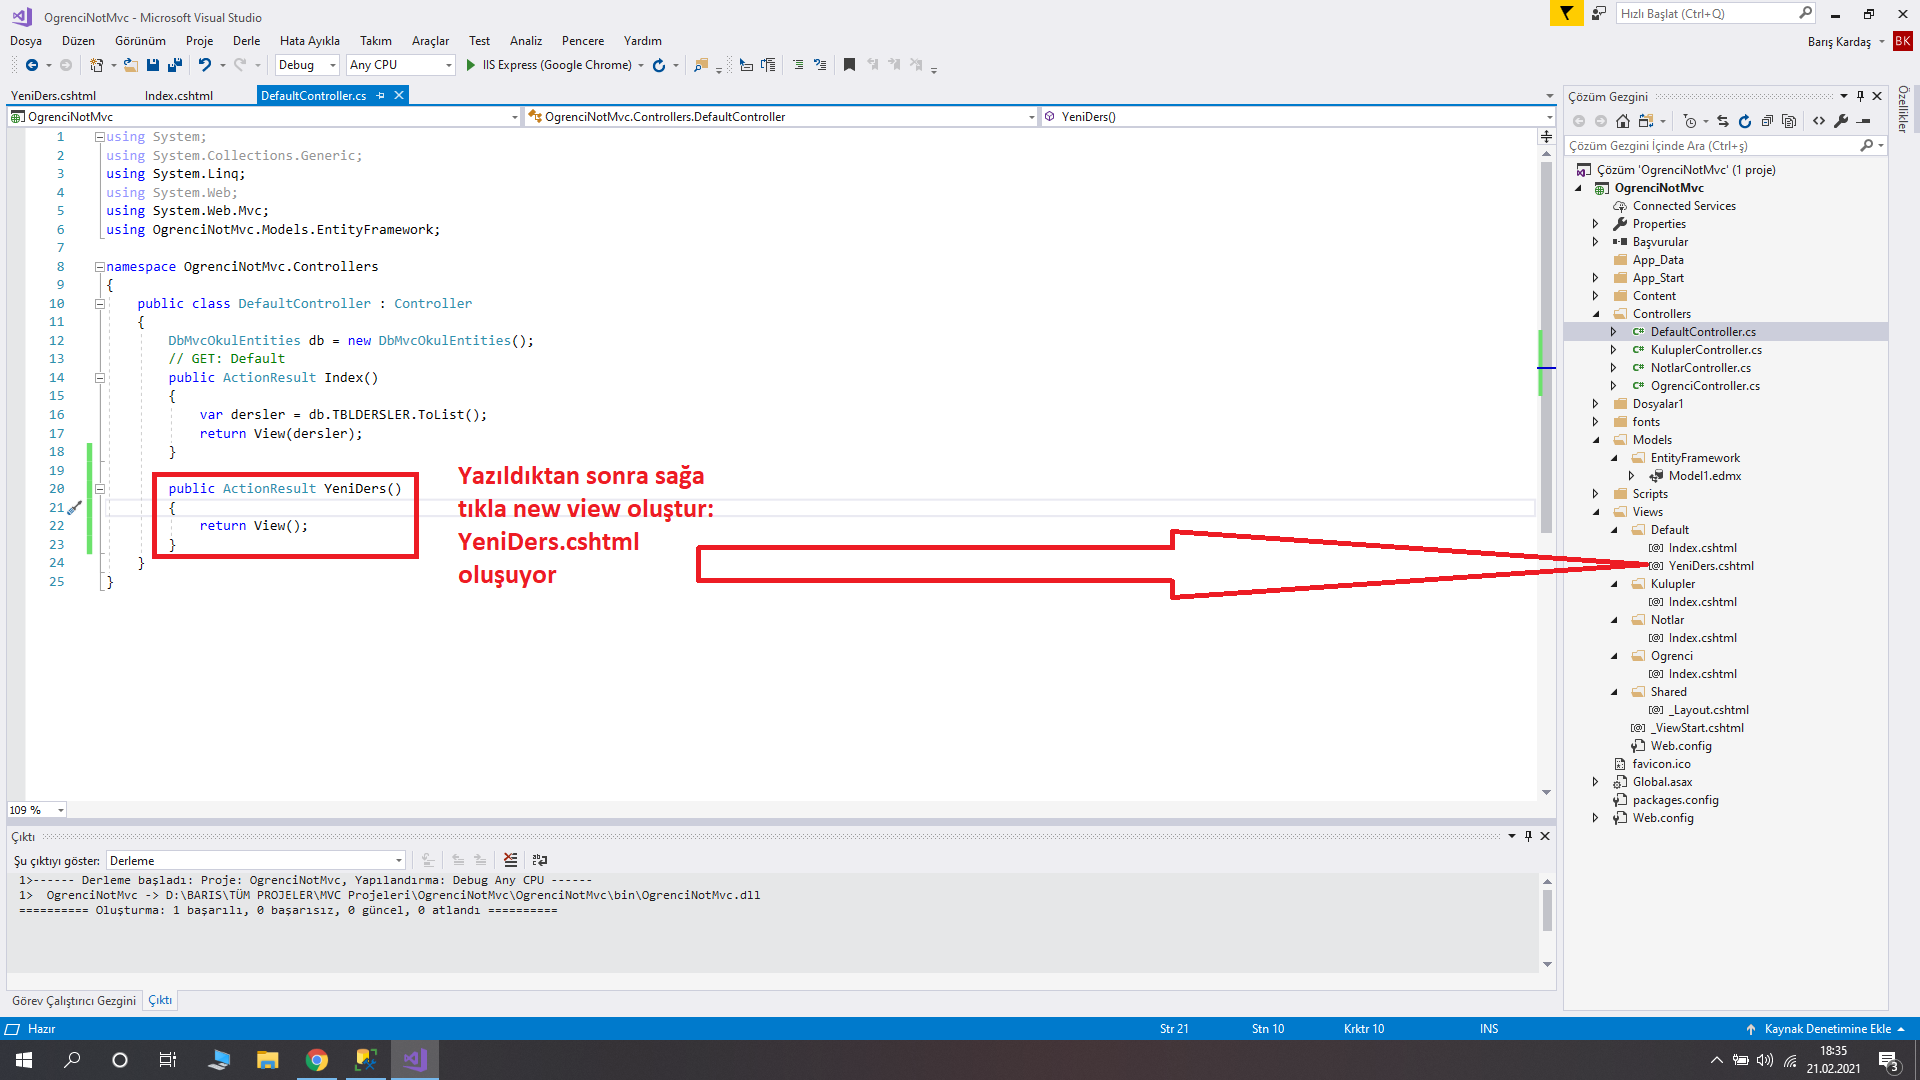 OgrenciNotMvc - Microsoft Visual Studio
Hızlı Başlat (Ctrl+Q)
Dosya Düzen Görünüm Proje Derle Hata Ayıkla Takım Araçlar Test Analiz Pencere Yardım
Barış Kardaş BK
Debug Any CPU IIS Express (Google Chrome)
YeniDers.cshtml Index.cshtml DefaultController.cs
OgrenciNotMvc OgrenciNotMvc.Controllers.DefaultController YeniDers()
1 using System;
2 using System.Collections.Generic;
3 using System.Linq;
4 using System.Web;
5 using System.Web.Mvc;
6 using OgrenciNotMvc.Models.EntityFramework;
7
8 namespace OgrenciNotMvc.Controllers
9 {
10 public class DefaultController : Controller
11 {
12 DbMvcOkulEntities db = new DbMvcOkulEntities();
13 // GET: Default
14 public ActionResult Index()
15 {
16 var dersler = db.TBLDERSLER.ToList();
17 return View(dersler);
18 }
19
20 public ActionResult YeniDers()
21 {
22 return View();
23 }
24 }
25 }
Yazıldıktan sonra sağa
tıkla new view oluştur:
YeniDers.cshtml
oluşuyor
109 %
Çıktı
Şu çıktıyı göster: Derleme
1>------ Derleme başladı: Proje: OgrenciNotMvc, Yapılandırma: Debug Any CPU ------
1> OgrenciNotMvc -> D:\BARIS\TÜM PROJELER\MVC Projeleri\OgrenciNotMvc\OgrenciNotMvc\bin\OgrenciNotMvc.dll
========== Oluşturma: 1 başarılı, 0 başarısız, 0 güncel, 0 atlandı ==========
Görev Çalıştırıcı Gezgini Çıktı
Çözüm Gezgini
Çözüm Gezgini İçinde Ara (Ctrl+ş)
Çözüm 'OgrenciNotMvc' (1 proje)
OgrenciNotMvc
Connected Services
Properties
Başvurular
App_Data
App_Start
Content
Controllers
C# DefaultController.cs
C# KuluplerController.cs
C# NotlarController.cs
C# OgrenciController.cs
Dosyalar1
fonts
Models
EntityFramework
Model1.edmx
Scripts
Views
Default
[@] Index.cshtml
[@] YeniDers.cshtml
Kulupler
[@] Index.cshtml
Notlar
[@] Index.cshtml
Ogrenci
[@] Index.cshtml
Shared
[@] _Layout.cshtml
[@] _ViewStart.cshtml
Web.config
favicon.ico
Global.asax
packages.config
Web.config
Özellikler
Hazır Str 21 Stn 10 Krktr 10 INS Kaynak Denetimine Ekle
18:35
21.02.2021
3